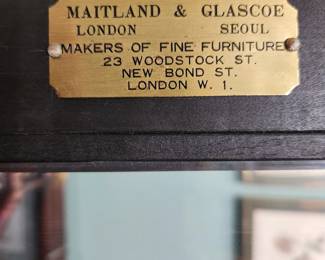 MAITLAND & GLASCOE
LONDON SEOUL
MAKERS OF FINE FURNITURE
23 WOODSTOCK ST.
NEW BOND ST.
LONDON W. 1.